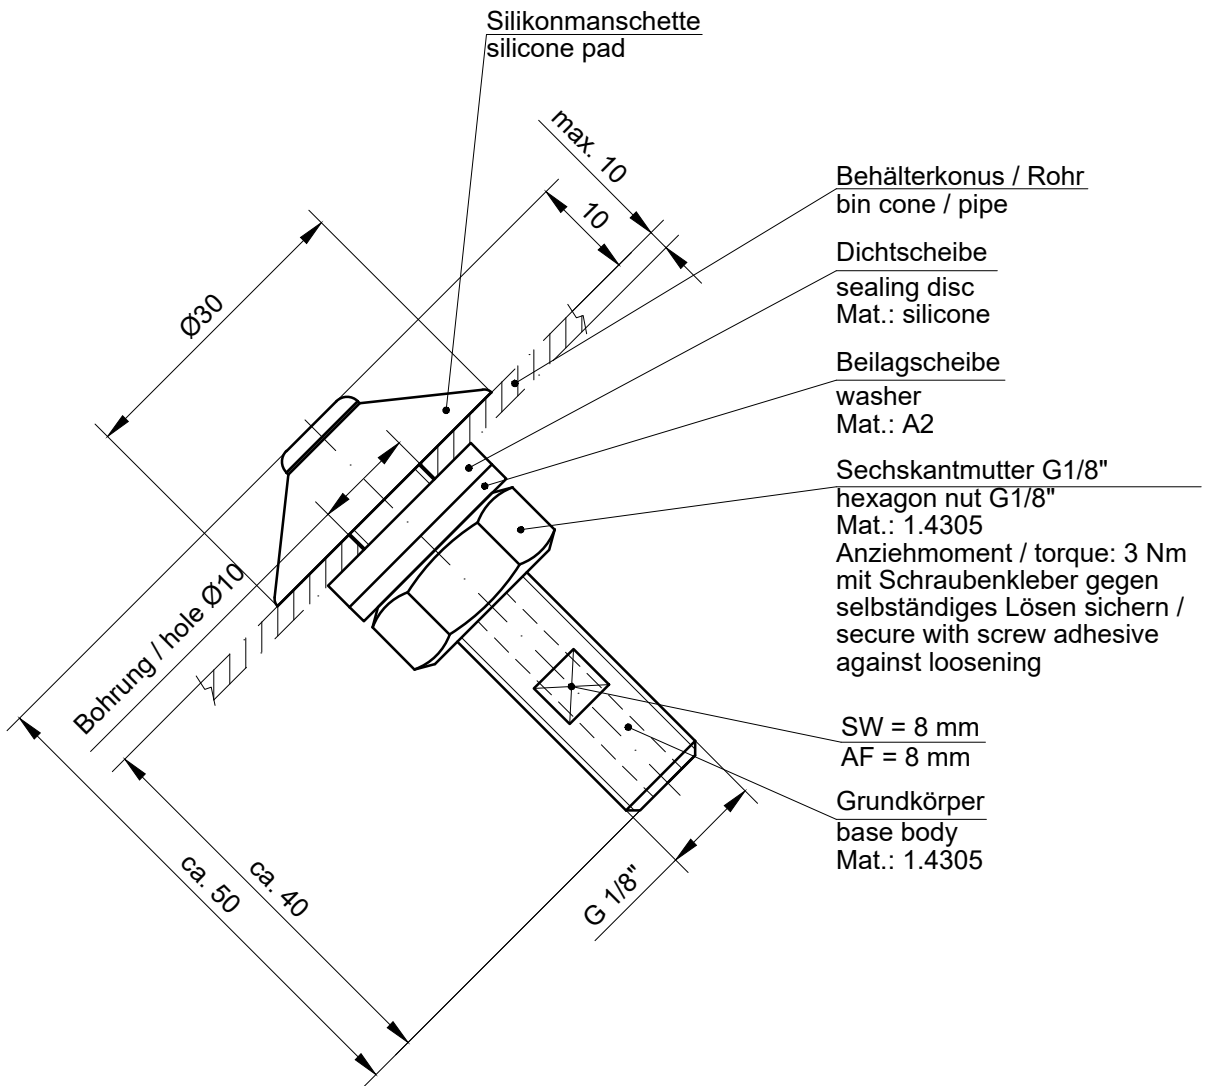 Silikonmanschette
silicone pad
max. 10
10
Ø30
Behälterkonus / Rohr
bin cone / pipe
Dichtscheibe
sealing disc
Mat.: silicone
Beilagscheibe
washer
Mat.: A2
Sechskantmutter G1/8"
hexagon nut G1/8"
Mat.: 1.4305
Anziehmoment / torque: 3 Nm
mit Schraubenkleber gegen
selbständiges Lösen sichern /
secure with screw adhesive
against loosening
Bohrung / hole Ø10
SW = 8 mm
AF = 8 mm
Grundkörper
base body
Mat.: 1.4305
ca. 50
ca. 40
G 1/8"